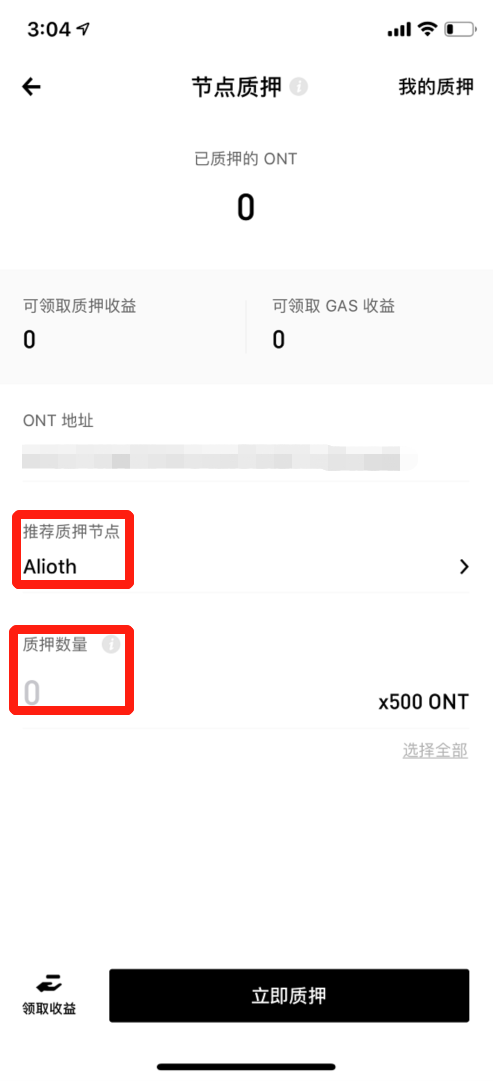 3:04
节点质押
我的质押
已质押的 ONT
0
可领取质押收益
可领取 GAS 收益
0
0
ONT 地址
推荐质押节点
Alioth
质押数量
0
x500 ONT
选择全部
领取收益
立即质押